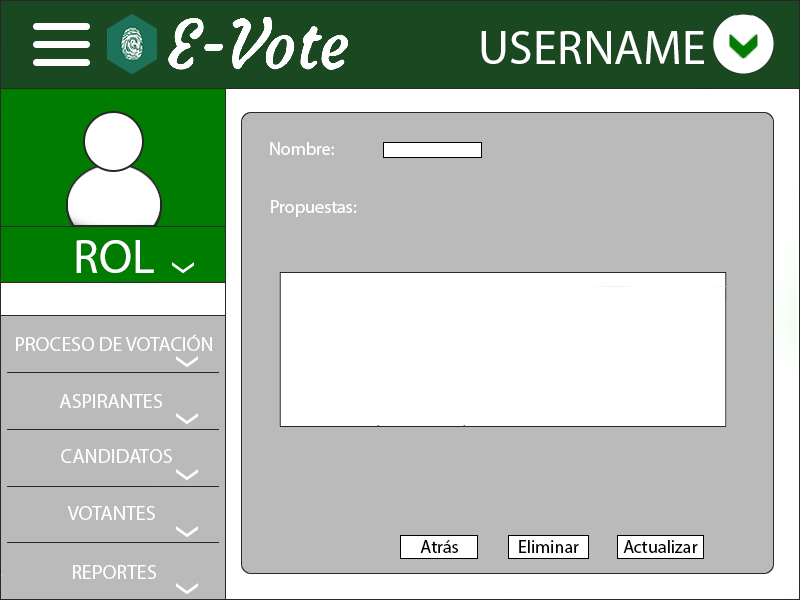 E-Vote
USERNAME
ROL
PROCESO DE VOTACIÓN
ASPIRANTES
CANDIDATOS
VOTANTES
REPORTES
Nombre:
Propuestas:
Atrás
Eliminar
Actualizar